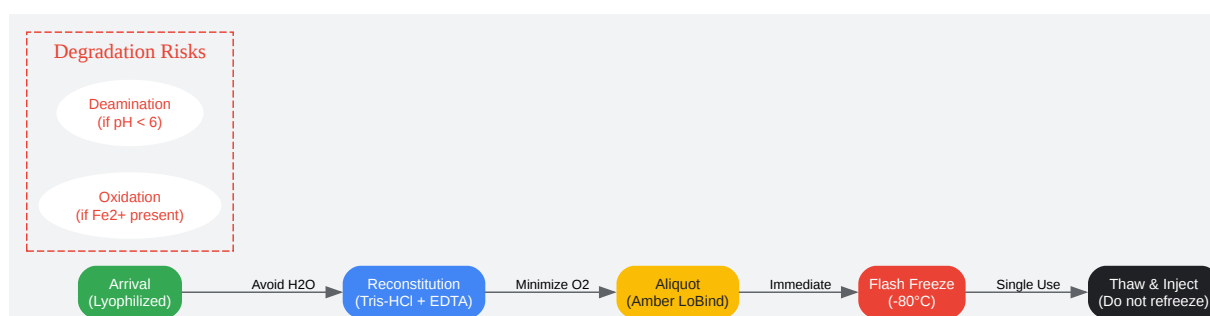 Degradation Risks
Deamination
(if pH < 6)
Oxidation
(if Fe2+ present)
Arrival
(Lyophilized)
Avoid H2O
Reconstitution
(Tris-HCl + EDTA)
Minimize O2
Aliquot
(Amber LoBind)
Immediate
Flash Freeze
(-80°C)
Single Use
Thaw & Inject
(Do not refreeze)